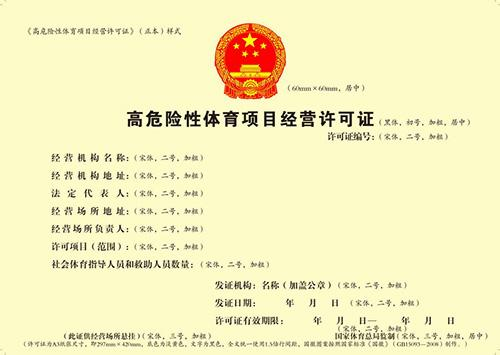 《高危险性体育项目经营许可证》(正本)样式
(60mm×60mm,居中)
高危险性体育项目经营许可证(黑体,初号,加粗,居中)
许可证编号:(宋体,二号,加粗)
经营机构名称:(宋体,二号,加粗)
经营机构地址:(宋体,二号,加粗)
法定代表人:(宋体,二号,加粗)
经营场所地址:(宋体,二号,加粗)
经营场所负责人:(宋体,二号,加粗)
许可项目(范围):(宋体,二号,加粗)
社会体育指导人员和救助人员数量:(宋体,二号,加粗)
发证机构:名称(加盖公章)(宋体,二号,加粗)
发证日期: 年 月 日(宋体,二号,加粗)
许可证有效期限: 年 月 日— 年 月 日
(宋体,二号,加粗)
(此证供经营场所悬挂)(宋体,三号,加粗) 国家体育总局监制(宋体,三号,加粗)
(许可证为A3纸张尺寸,即297mm×420mm,底色为淡黄色,文字为黑色,全文统一使用1.5倍行间距,国徽图案按照国家标准《国徽》(GB15093—2008)制作。)